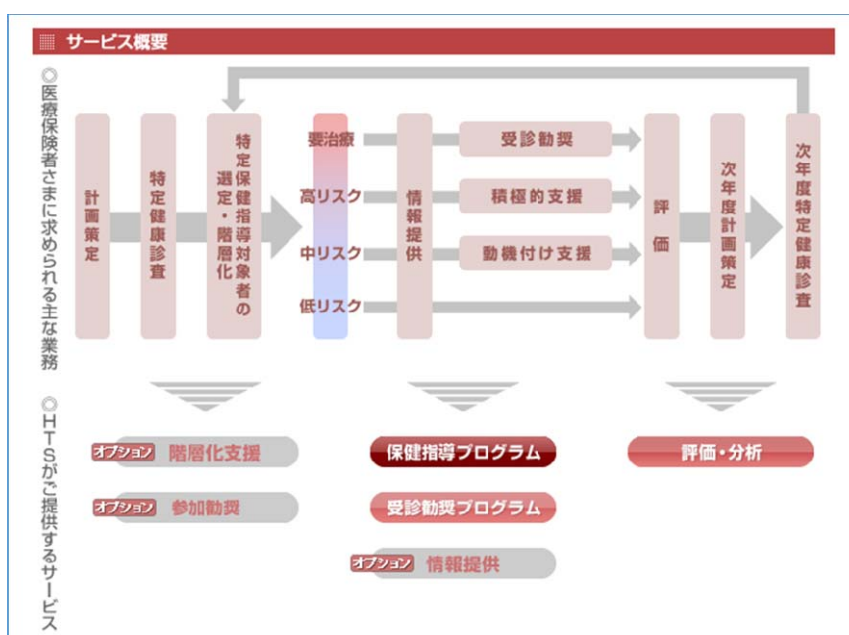 サービス概要
◎医療保険者さまに求められる主な業務
計画策定
特定健康診査
特定保健指導対象者の
選定・階層化
要治療
高リスク
中リスク
低リスク
情報提供
受診勧奨
積極的支援
動機付け支援
評価
次年度計画策定
次年度特定健康診査
◎HTSがご提供するサービス
オプション 階層化支援
オプション 参加勧奨
保健指導プログラム
受診勧奨プログラム
オプション 情報提供
評価・分析